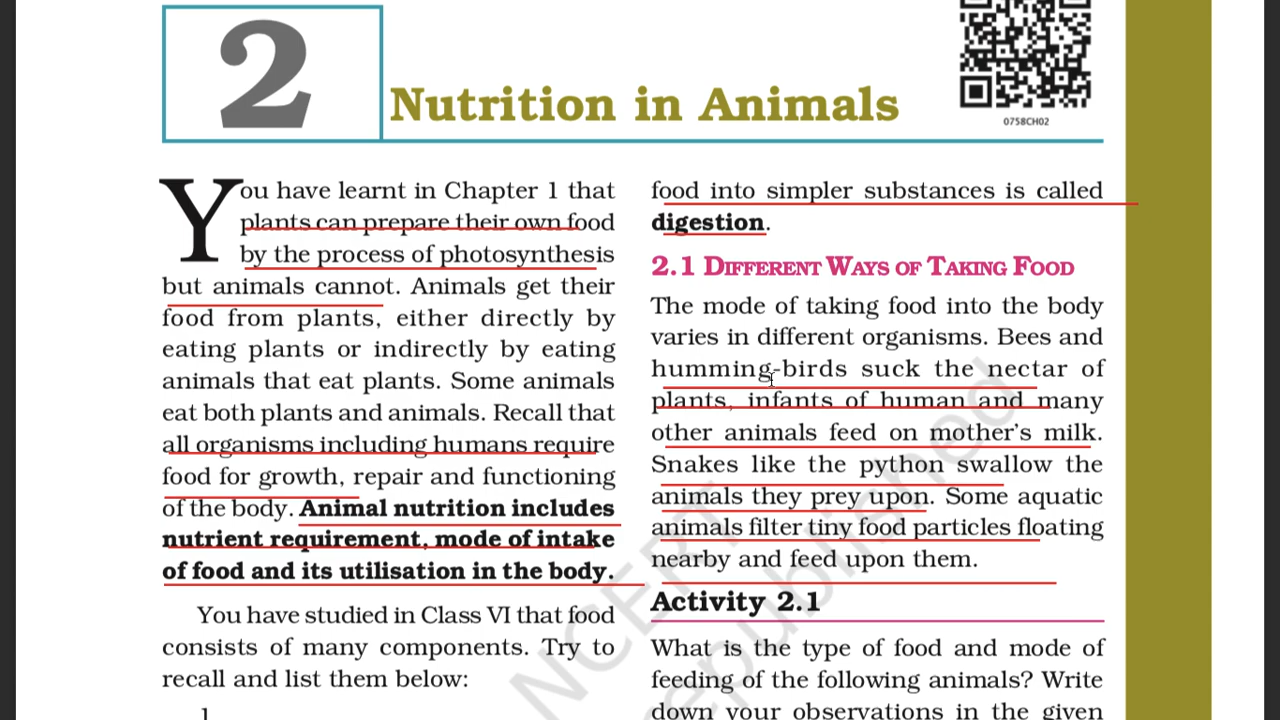 2
Nutrition in Animals
0758CH02
You have learnt in Chapter 1 that
plants can prepare their own food
by the process of photosynthesis
but animals cannot. Animals get their
food from plants, either directly by
eating plants or indirectly by eating
animals that eat plants. Some animals
eat both plants and animals. Recall that
all organisms including humans require
food for growth, repair and functioning
of the body. Animal nutrition includes
nutrient requirement, mode of intake
of food and its utilisation in the body.
You have studied in Class VI that food
consists of many components. Try to
recall and list them below:
food into simpler substances is called
digestion.
2.1 DIFFERENT WAYS OF TAKING FOOD
The mode of taking food into the body
varies in different organisms. Bees and
humming-birds suck the nectar of
plants, infants of human and many
other animals feed on mother's milk.
Snakes like the python swallow the
animals they prey upon. Some aquatic
animals filter tiny food particles floating
nearby and feed upon them.
Activity 2.1
What is the type of food and mode of
feeding of the following animals? Write
down your observations in the given
NCERT
republished